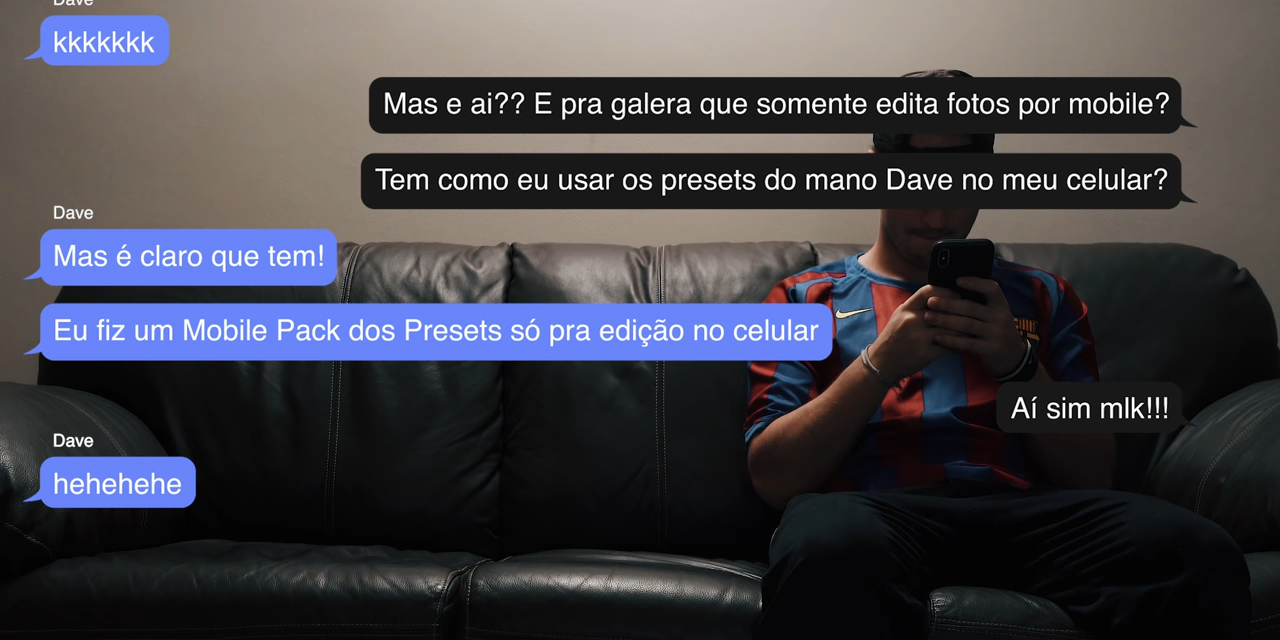 Dave
kkkkkkk
Mas e ai?? E pra galera que somente edita fotos por mobile?
Tem como eu usar os presets do mano Dave no meu celular?
Dave
Mas é claro que tem!
Eu fiz um Mobile Pack dos Presets só pra edição no celular
Aí sim mlk!!!
Dave
hehehehe